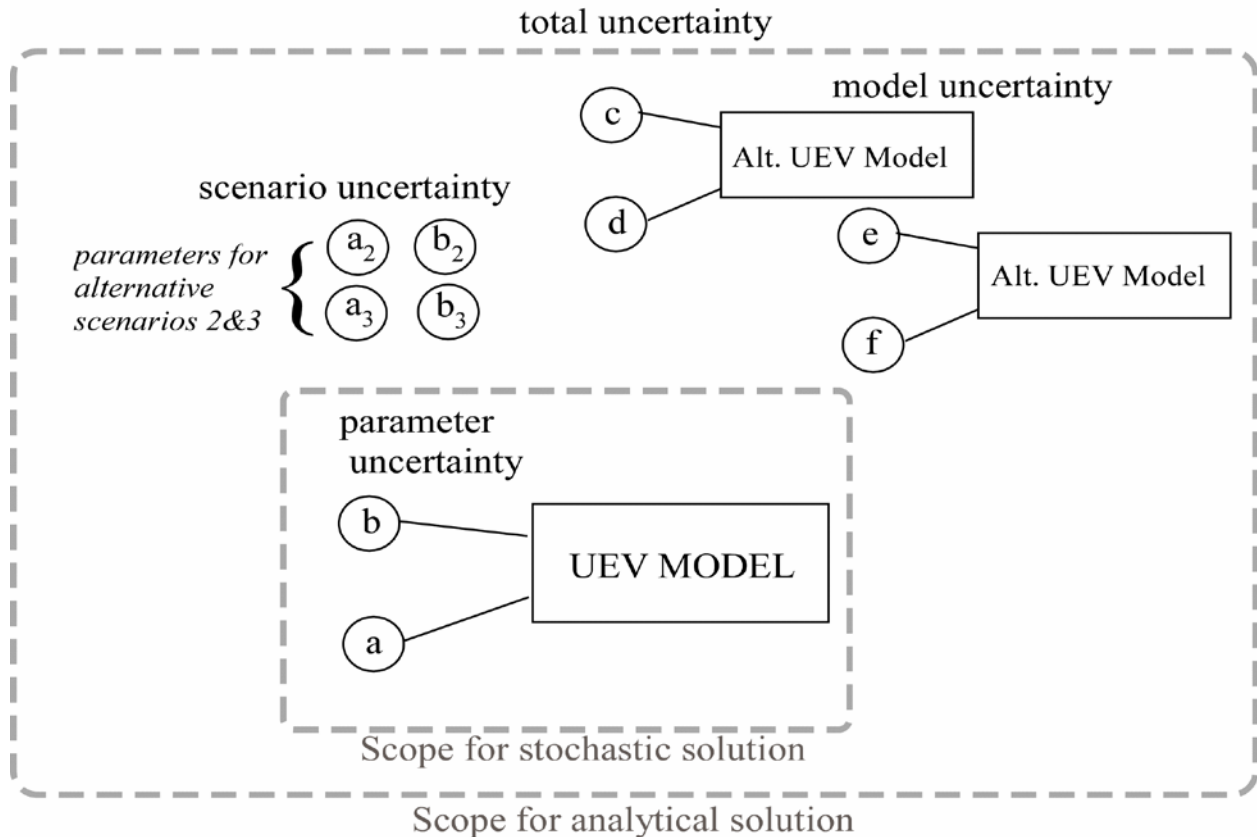 total uncertainty
model uncertainty
c
Alt. UEV Model
d
scenario uncertainty
parameters for
alternative
scenarios 2&3
{
a2
b2
a3
b3
e
Alt. UEV Model
f
parameter
uncertainty
b
UEV MODEL
a
Scope for stochastic solution
Scope for analytical solution